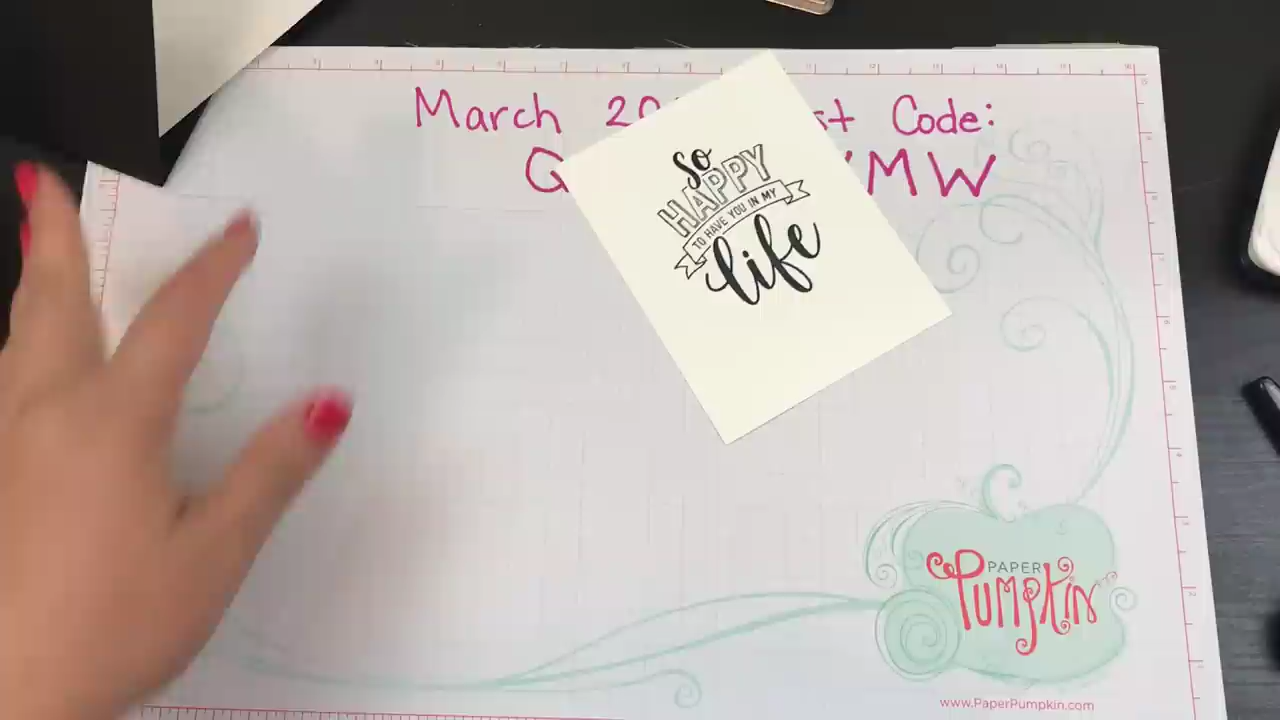 March 20
st Code:
MW
so
HAPPY
TO HAVE YOU IN MY
life
PAPER
PUMPKIN
www.PaperPumpkin.com